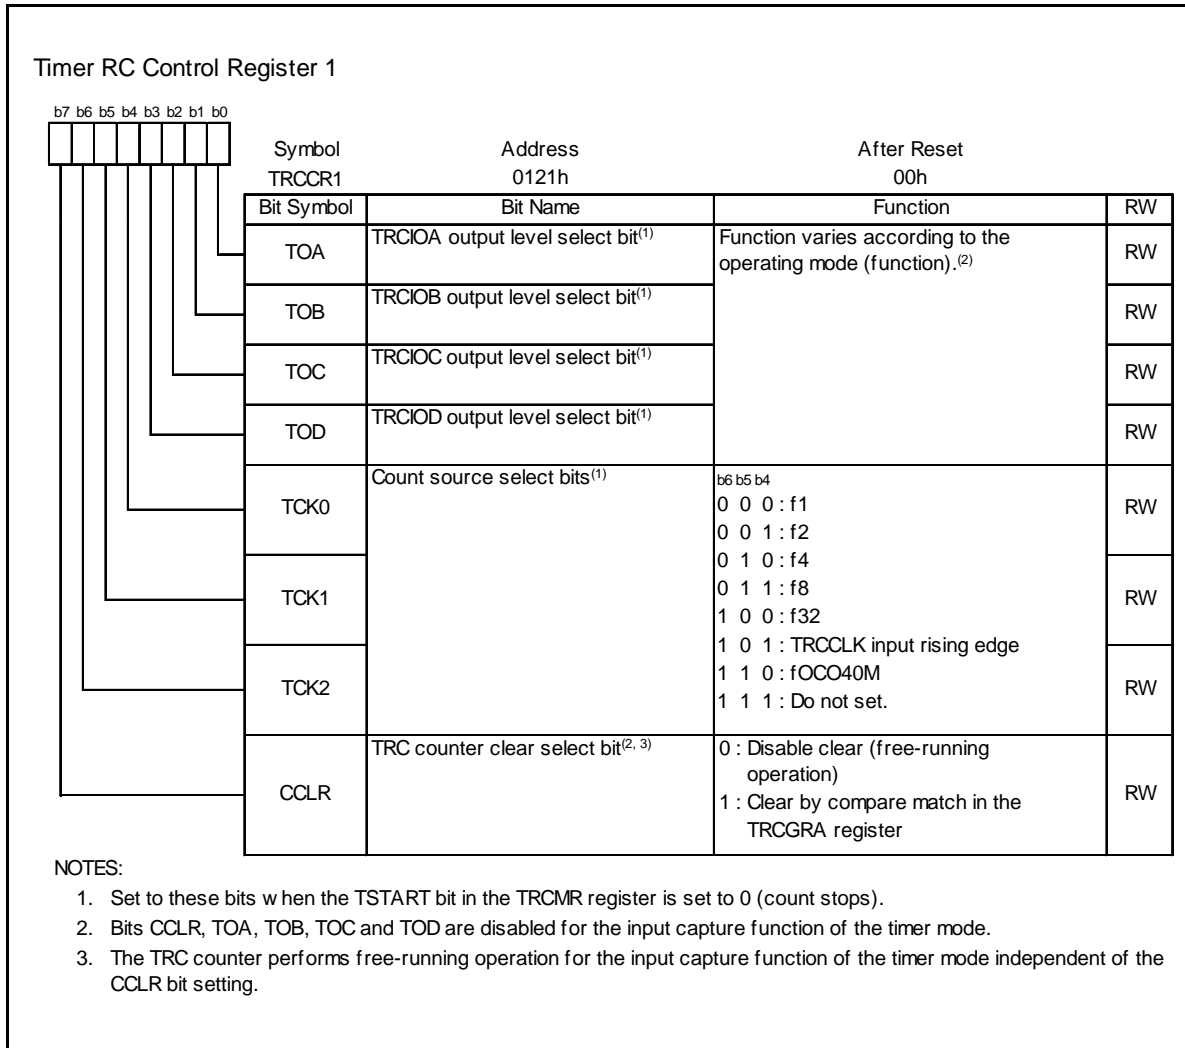 Timer RC Control Register 1
b7 b6 b5 b4 b3 b2 b1 b0
Symbol Address After Reset
TRCCR1 0121h 00h
Bit Symbol Bit Name Function RW
TOA TRCIOA output level select bit(1) Function varies according to the operating mode (function).(2) RW
TOB TRCIOB output level select bit(1) RW
TOC TRCIOC output level select bit(1) RW
TOD TRCIOD output level select bit(1) RW
Count source select bits(1) b6 b5 b4
TCK0 0 0 0 : f1 RW
0 0 1 : f2
0 1 0 : f4
TCK1 0 1 1 : f8 RW
1 0 0 : f32
1 0 1 : TRCCLK input rising edge
TCK2 1 1 0 : fOCO40M RW
1 1 1 : Do not set.
TRC counter clear select bit(2, 3) 0 : Disable clear (free-running
operation)
CCLR 1 : Clear by compare match in the RW
TRCGRA register
NOTES:
1. Set to these bits when the TSTART bit in the TRCMR register is set to 0 (count stops).
2. Bits CCLR, TOA, TOB, TOC and TOD are disabled for the input capture function of the timer mode.
3. The TRC counter performs free-running operation for the input capture function of the timer mode independent of the
CCLR bit setting.